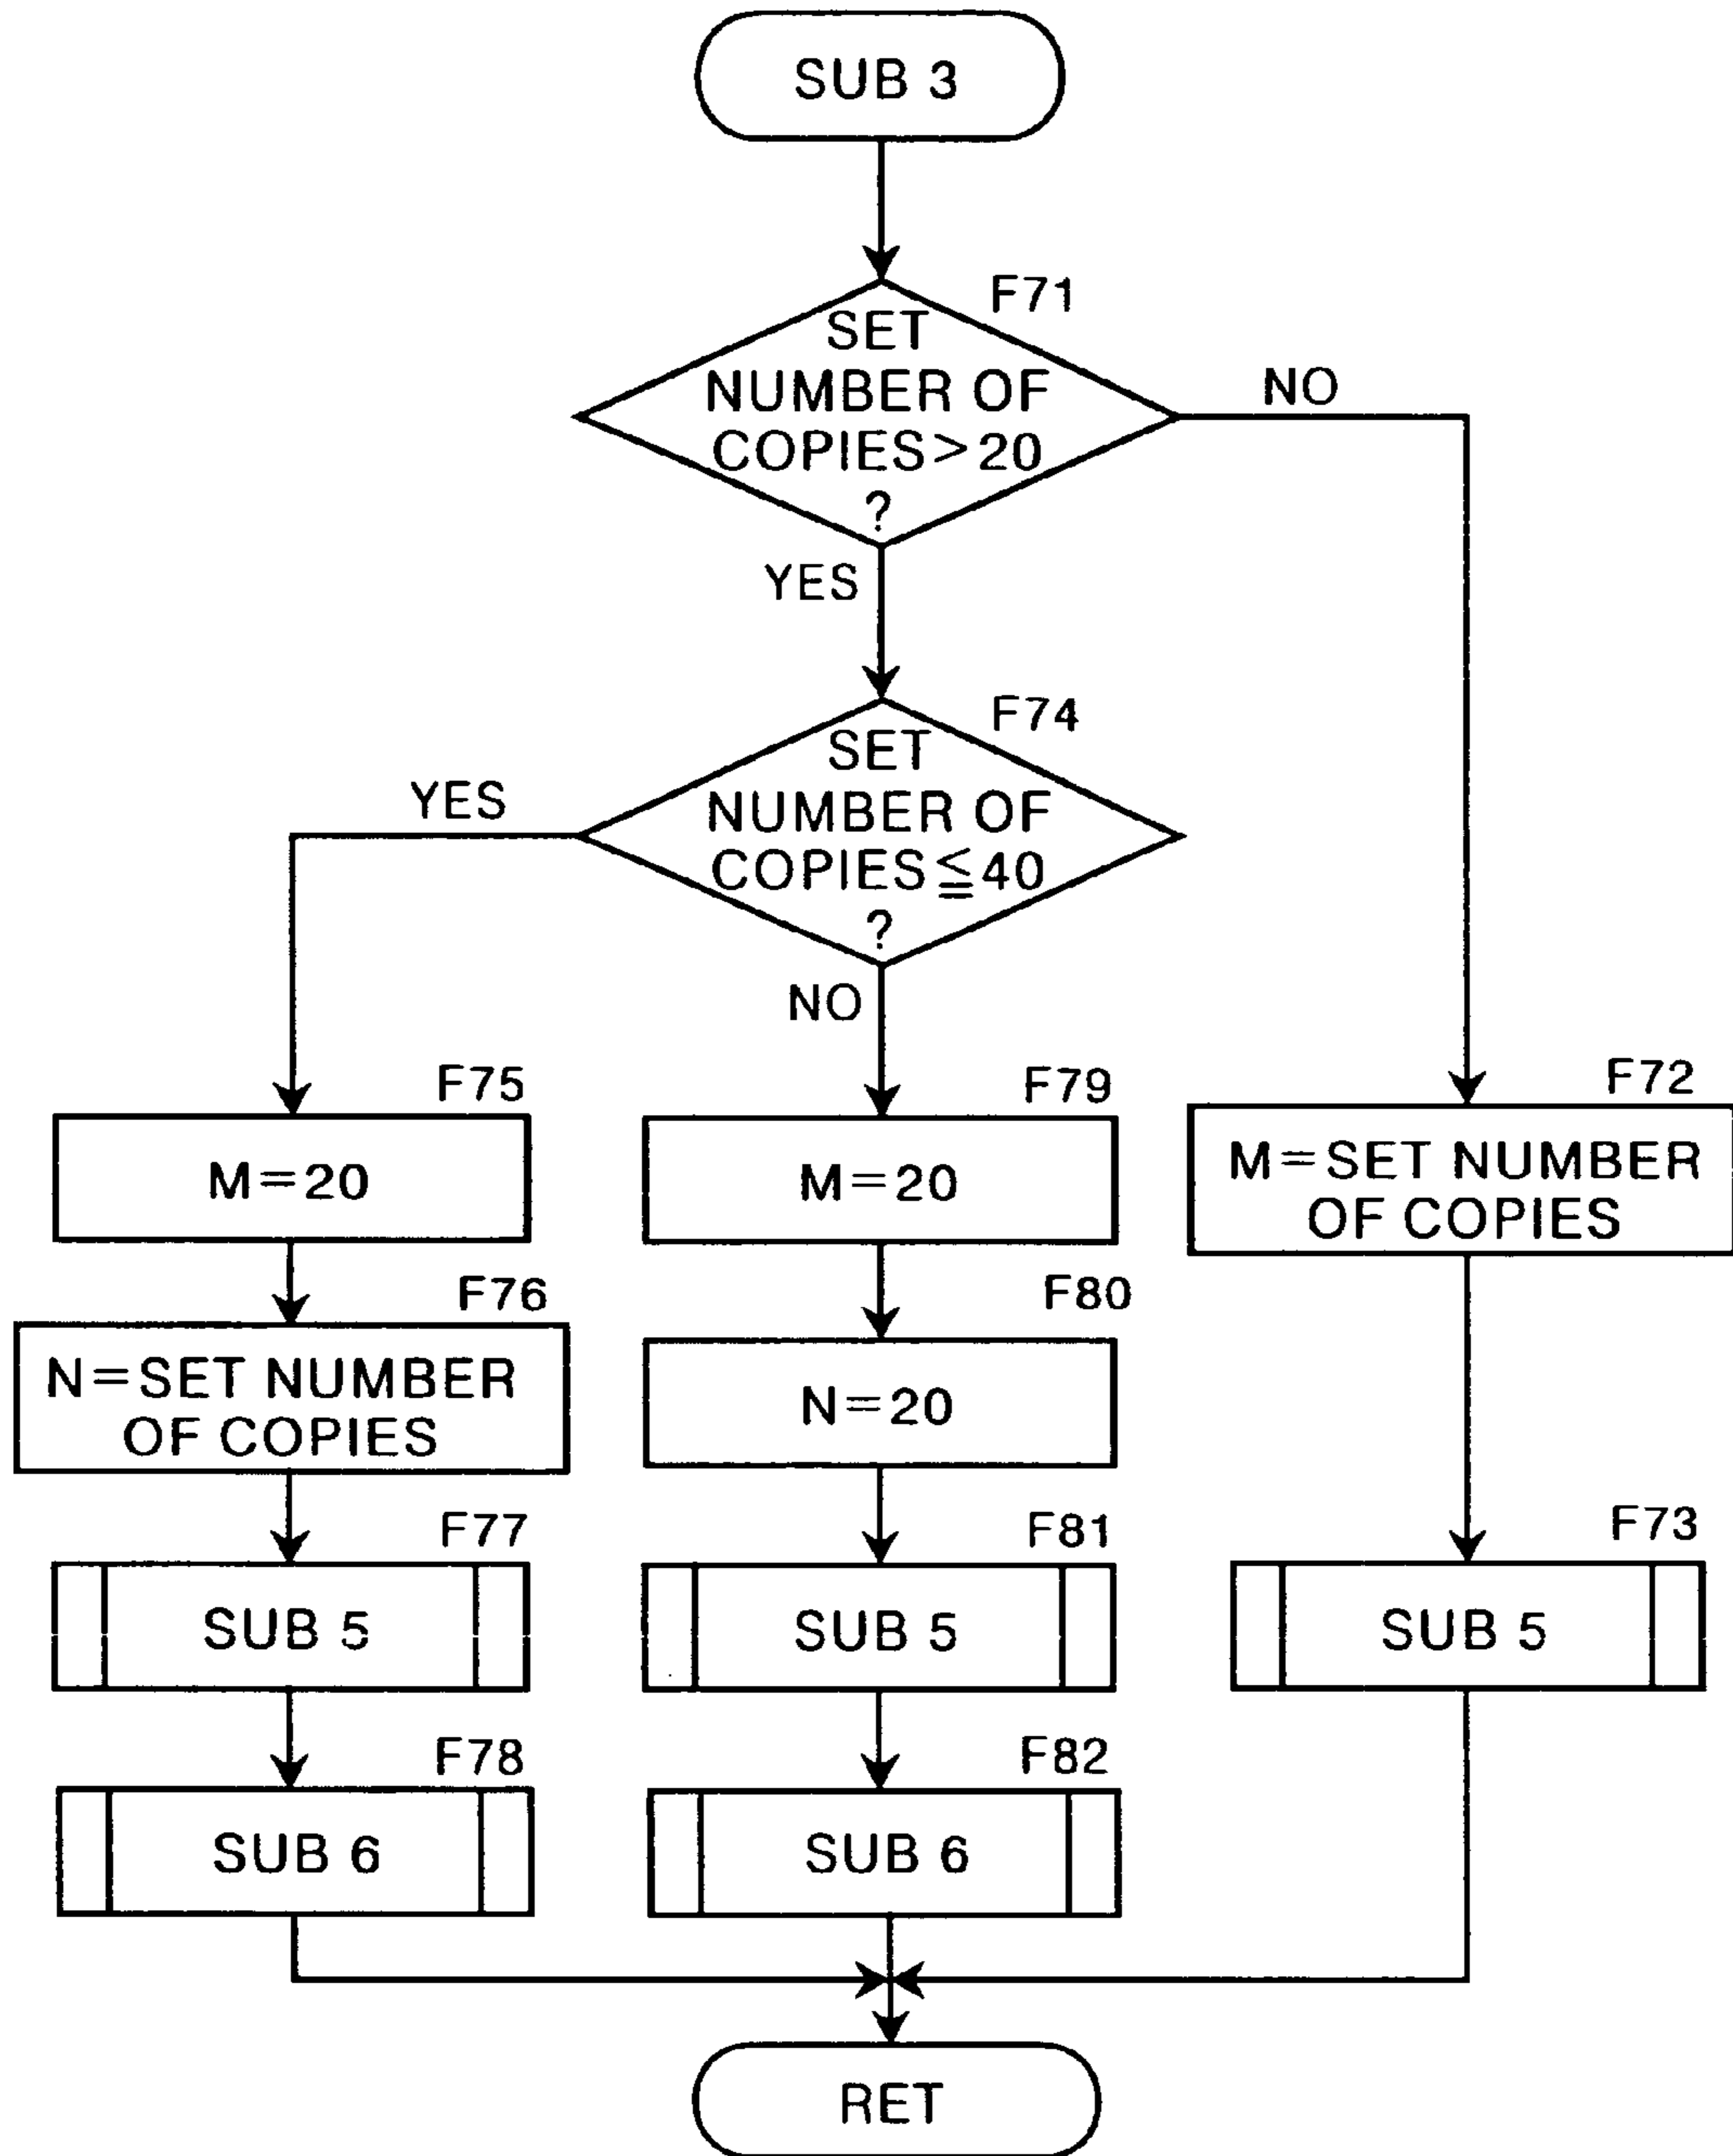 SUB 3
F71
SET
NUMBER OF
COPIES>20
?
NO
YES
F74
SET
NUMBER OF
COPIES≦40
?
YES
NO
F75
M=20
F76
N=SET NUMBER
OF COPIES
F77
SUB 5
F78
SUB 6
F79
M=20
F80
N=20
F81
SUB 5
F82
SUB 6
F72
M=SET NUMBER
OF COPIES
F73
SUB 5
RET